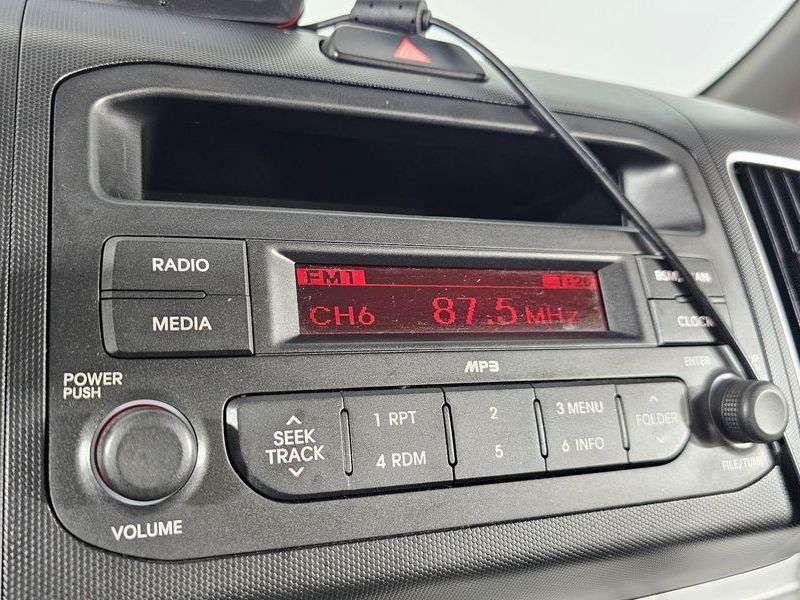 RADIO
MEDIA
FM1
CH6 87.5 MHz
CLOCK
MP3
POWER
PUSH
VOLUME
SEEK
TRACK
1 RPT
4 RDM
2
5
3 MENU
6 INFO
FOLDER
ENTER
FILE/TUNE